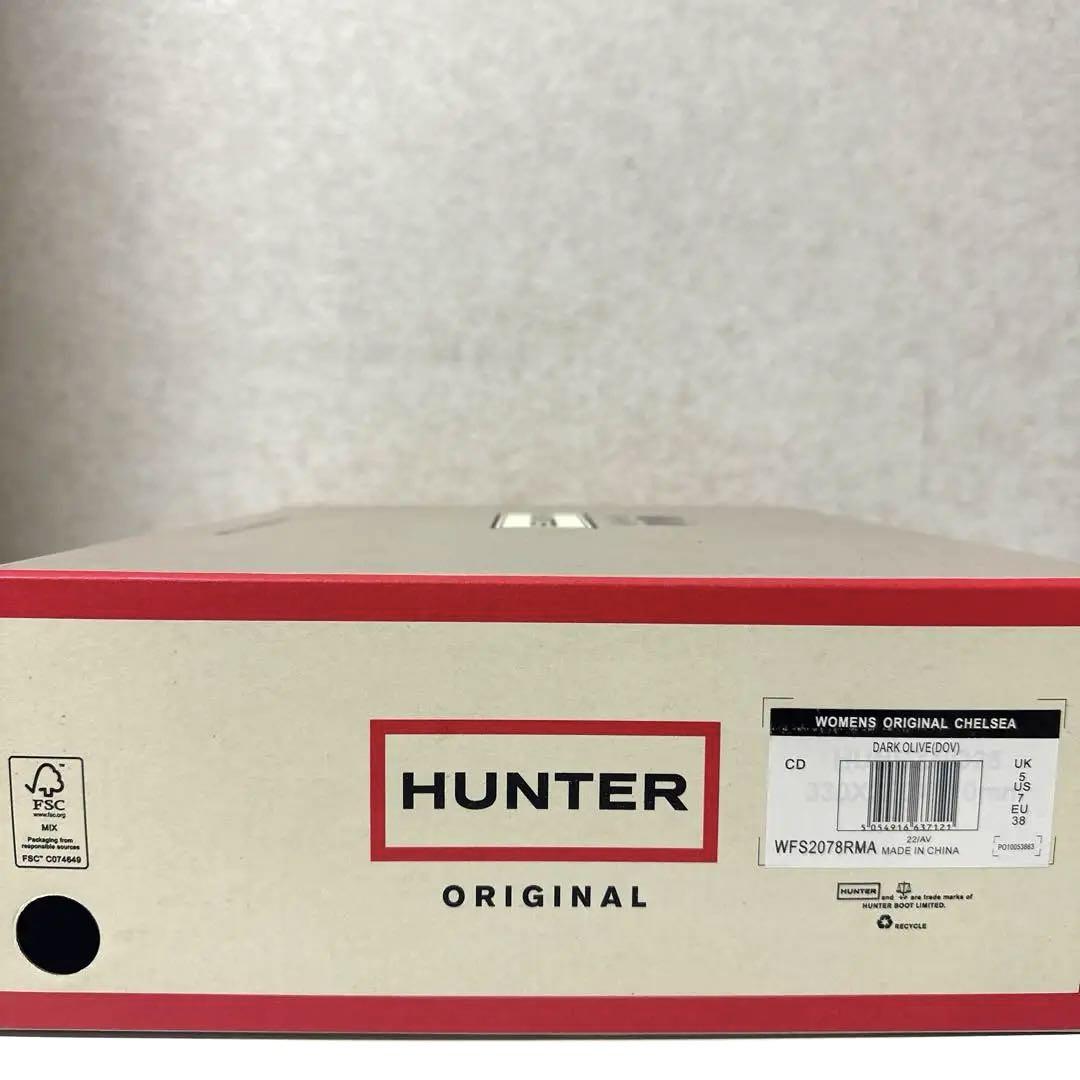 HUNTER
ORIGINAL
FSC
www.fsc.org
MIX
Packaging from
responsible sources
FSC™ C074649
WOMENS ORIGINAL CHELSEA
DARK OLIVE(DOV)
CD
UK
5
US
7
EU
38
5 054916 637121
22/AV
WFS2078RMA MADE IN CHINA
PO10053863
HUNTER and are trade marks of
HUNTER BOOT LIMITED.
RECYCLE